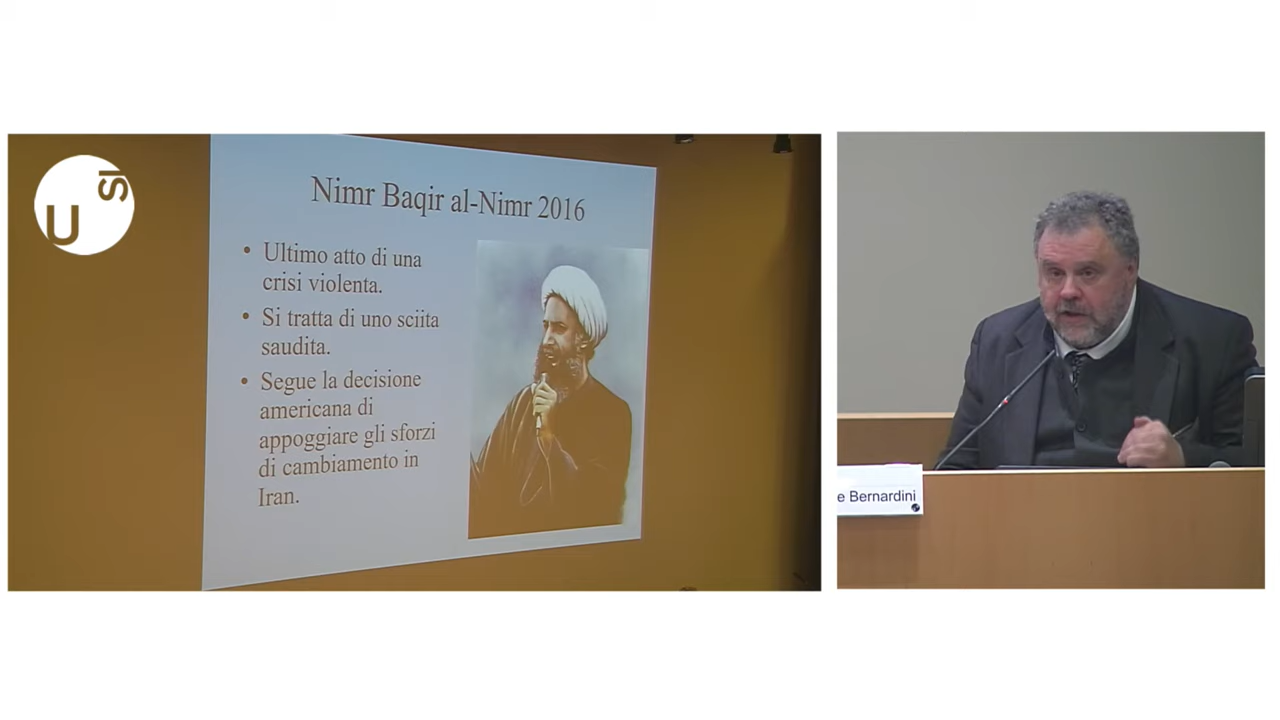 U
SI
Nimr Baqir al-Nimr 2016
• Ultimo atto di una
crisi violenta.
• Si tratta di uno sciita
saudita.
• Segue la decisione
americana di
appoggiare gli sforzi
di cambiamento in
Iran.
e Bernardini